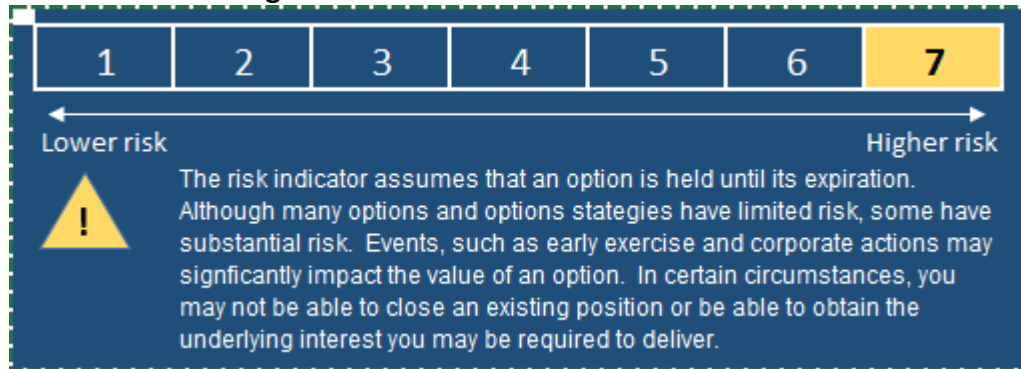 1 2 3 4 5 6 7
Lower risk Higher risk
!
The risk indicator assumes that an option is held until its expiration.
Although many options and options stategies have limited risk, some have
substantial risk.  Events, such as early exercise and corporate actions may
signficantly impact the value of an option.  In certain circumstances, you
may not be able to close an existing position or be able to obtain the
underlying interest you may be required to deliver.